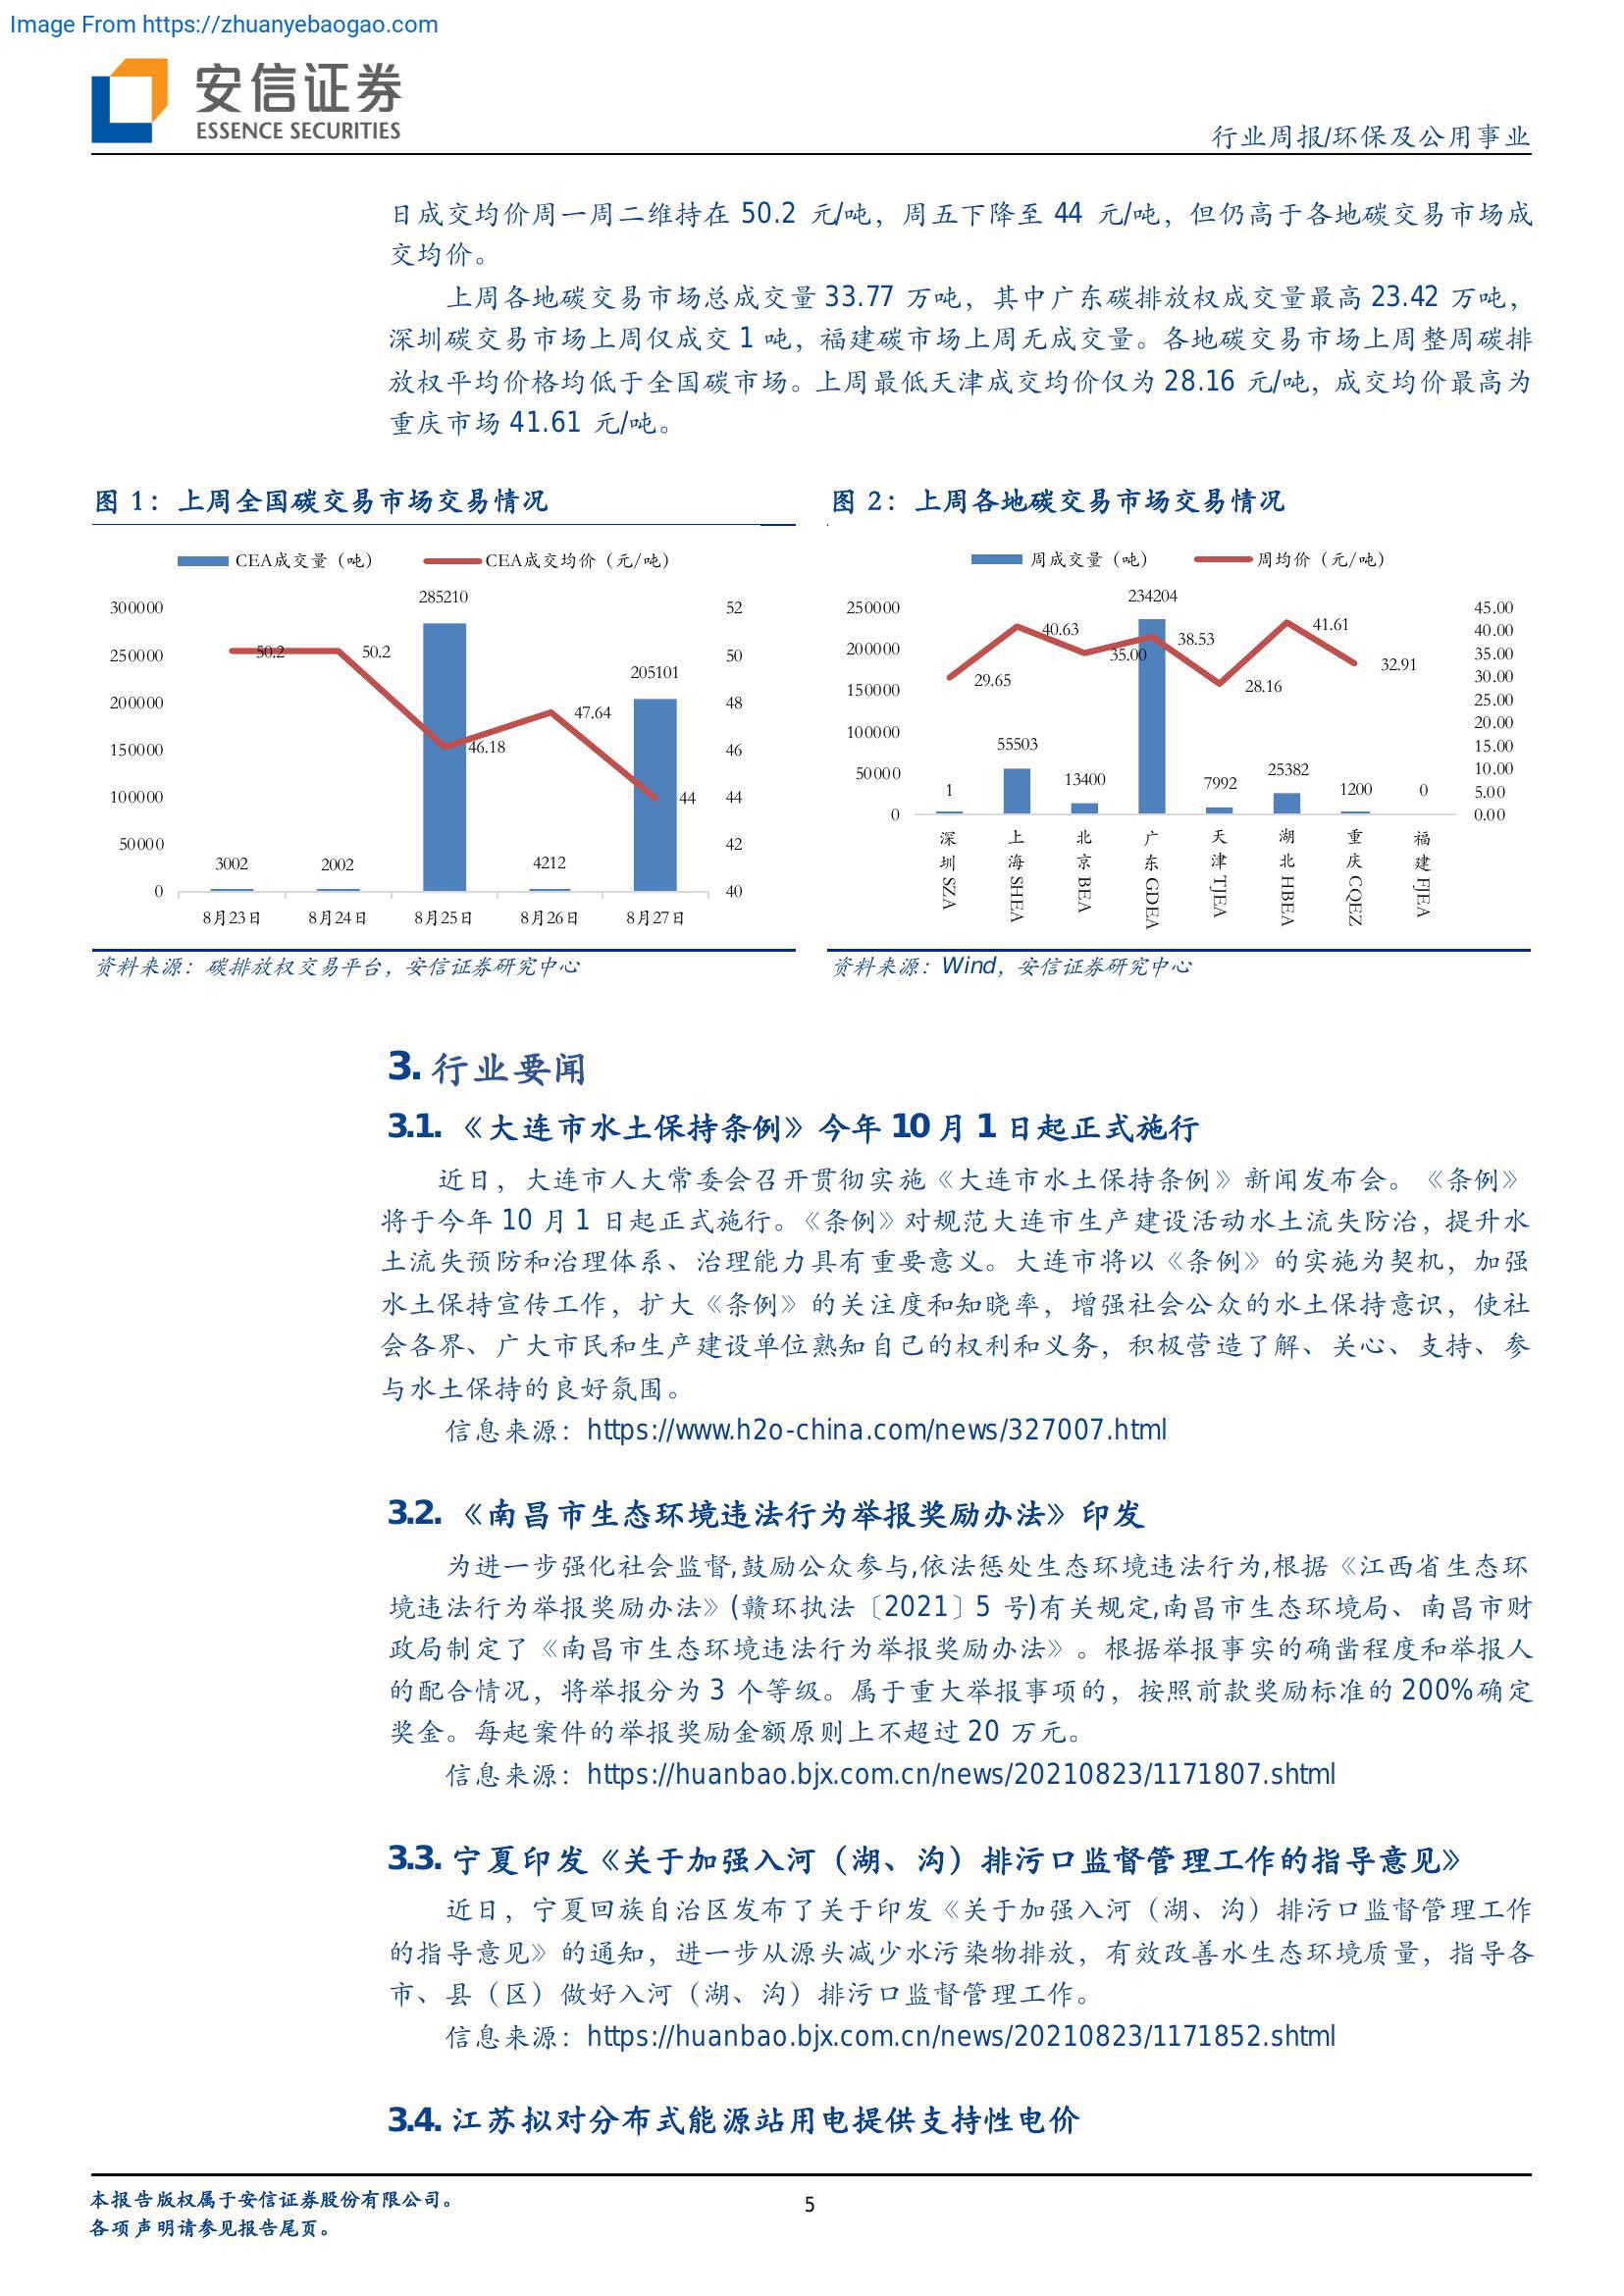 Image From https://zhuanyebaogao.com
安信证券
ESSENCE SECURITIES
行业周报/环保及公用事业
日成交均价周一周二维持在 50.2 元/吨，周五下降至 44 元/吨，但仍高于各地碳交易市场成
交均价。
上周各地碳交易市场总成交量 33.77 万吨，其中广东碳排放权成交量最高 23.42 万吨，
深圳碳交易市场上周仅成交 1 吨，福建碳市场上周无成交量。各地碳交易市场上周整周碳排
放权平均价格均低于全国碳市场。上周最低天津成交均价仅为 28.16 元/吨，成交均价最高为
重庆市场 41.61 元/吨。
图 1：上周全国碳交易市场交易情况
CEA成交量（吨） CEA成交均价（元/吨）
300000
250000
200000
150000
100000
50000
0
52
50
48
46
44
42
40
50.2
50.2
46.18
47.64
44
3002
2002
285210
4212
205101
8月23日 8月24日 8月25日 8月26日 8月27日
资料来源：碳排放权交易平台，安信证券研究中心
图 2：上周各地碳交易市场交易情况
周成交量（吨） 周均价（元/吨）
250000
200000
150000
100000
50000
0
45.00
40.00
35.00
30.00
25.00
20.00
15.00
10.00
5.00
0.00
29.65
40.63
35.00
38.53
28.16
41.61
32.91
1
55503
13400
234204
7992
25382
1200
0
深圳 SZA
上海 SHEA
北京 BEA
广东 GDEA
天津 TJEA
湖北 HBEA
重庆 CQEZ
福建 FJEA
资料来源：Wind，安信证券研究中心
3. 行业要闻
3.1. 《大连市水土保持条例》今年 10 月 1 日起正式施行
近日，大连市人大常委会召开贯彻实施《大连市水土保持条例》新闻发布会。《条例》
将于今年 10 月 1 日起正式施行。《条例》对规范大连市生产建设活动水土流失防治，提升水
土流失预防和治理体系、治理能力具有重要意义。大连市将以《条例》的实施为契机，加强
水土保持宣传工作，扩大《条例》的关注度和知晓率，增强社会公众的水土保持意识，使社
会各界、广大市民和生产建设单位熟知自己的权利和义务，积极营造了解、关心、支持、参
与水土保持的良好氛围。
信息来源：https://www.h2o-china.com/news/327007.html
3.2. 《南昌市生态环境违法行为举报奖励办法》印发
为进一步强化社会监督,鼓励公众参与,依法惩处生态环境违法行为,根据《江西省生态环
境违法行为举报奖励办法》(赣环执法〔2021〕5 号)有关规定,南昌市生态环境局、南昌市财
政局制定了《南昌市生态环境违法行为举报奖励办法》。根据举报事实的确凿程度和举报人
的配合情况，将举报分为 3 个等级。属于重大举报事项的，按照前款奖励标准的 200%确定
奖金。每起案件的举报奖励金额原则上不超过 20 万元。
信息来源：https://huanbao.bjx.com.cn/news/20210823/1171807.shtml
3.3. 宁夏印发《关于加强入河（湖、沟）排污口监督管理工作的指导意见》
近日，宁夏回族自治区发布了关于印发《关于加强入河（湖、沟）排污口监督管理工作
的指导意见》的通知，进一步从源头减少水污染物排放，有效改善水生态环境质量，指导各
市、县（区）做好入河（湖、沟）排污口监督管理工作。
信息来源：https://huanbao.bjx.com.cn/news/20210823/1171852.shtml
3.4. 江苏拟对分布式能源站用电提供支持性电价
本报告版权属于安信证券股份有限公司。
各项声明请参见报告尾页。
5